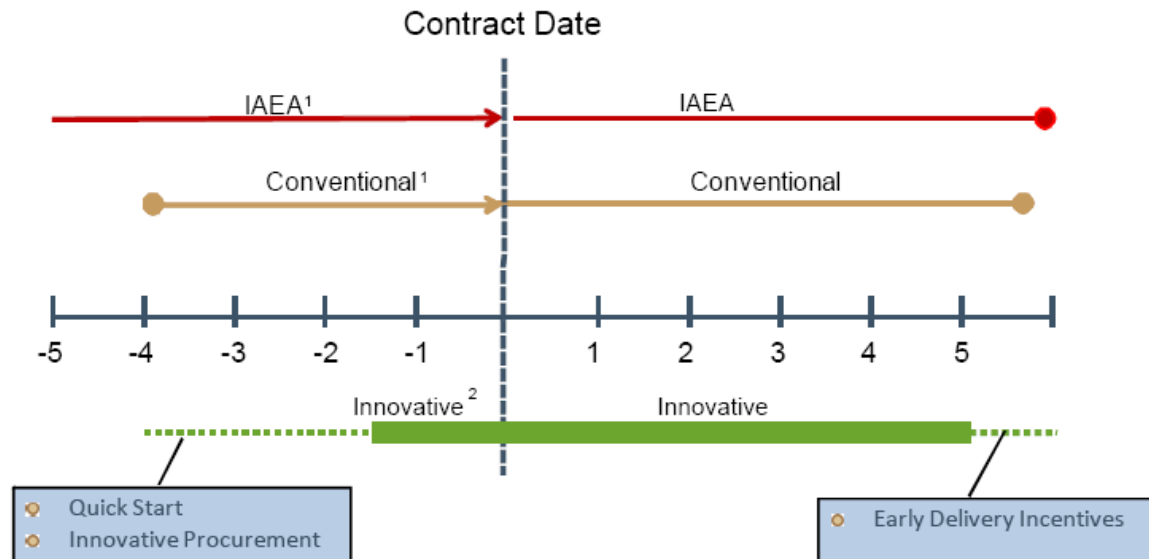 Contract Date
IAEA¹
IAEA
Conventional¹
Conventional
-5 -4 -3 -2 -1 1 2 3 4 5
Innovative²
Innovative
Quick Start
Innovative Procurement
Early Delivery Incentives